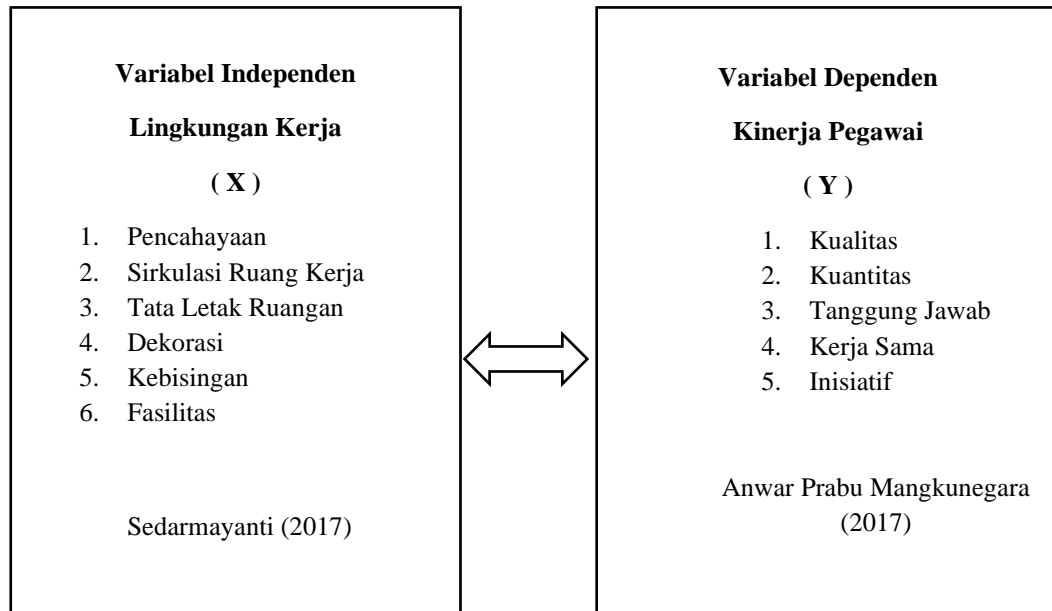 Variabel Independen
Lingkungan Kerja
( X )
1. Pencahayaan
2. Sirkulasi Ruang Kerja
3. Tata Letak Ruangan
4. Dekorasi
5. Kebisingan
6. Fasilitas
Sedarmayanti (2017)
Variabel Dependen
Kinerja Pegawai
( Y )
1. Kualitas
2. Kuantitas
3. Tanggung Jawab
4. Kerja Sama
5. Inisiatif
Anwar Prabu Mangkunegara
(2017)